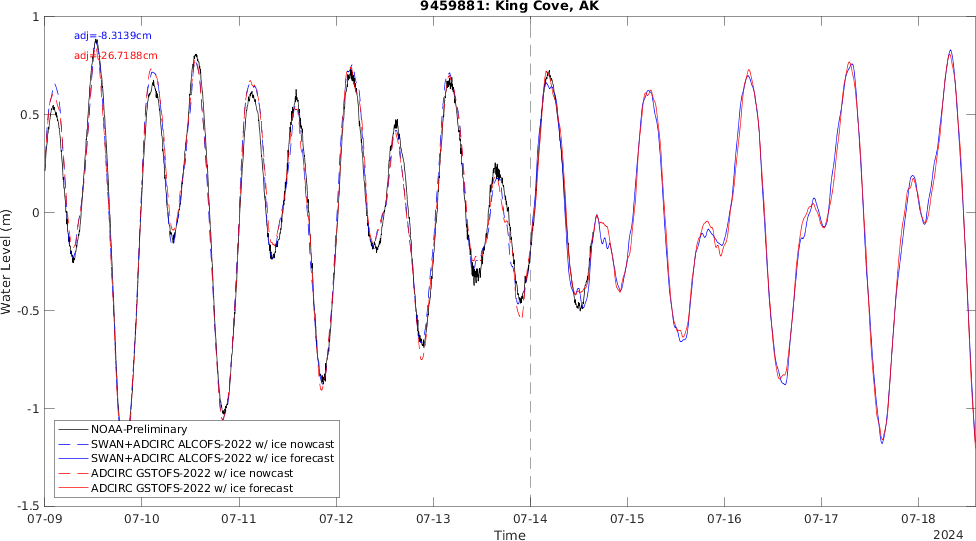 9459881: King Cove, AK
adj=-8.3139cm
adj=-26.7188cm
Water Level (m)
1
0.5
0
-0.5
-1
-1.5
NOAA-Preliminary
SWAN+ADCIRC ALCOFS-2022 w/ ice nowcast
SWAN+ADCIRC ALCOFS-2022 w/ ice forecast
ADCIRC GSTOFS-2022 w/ ice nowcast
ADCIRC GSTOFS-2022 w/ ice forecast
07-09 07-10 07-11 07-12 07-13 07-14 07-15 07-16 07-17 07-18
Time
2024